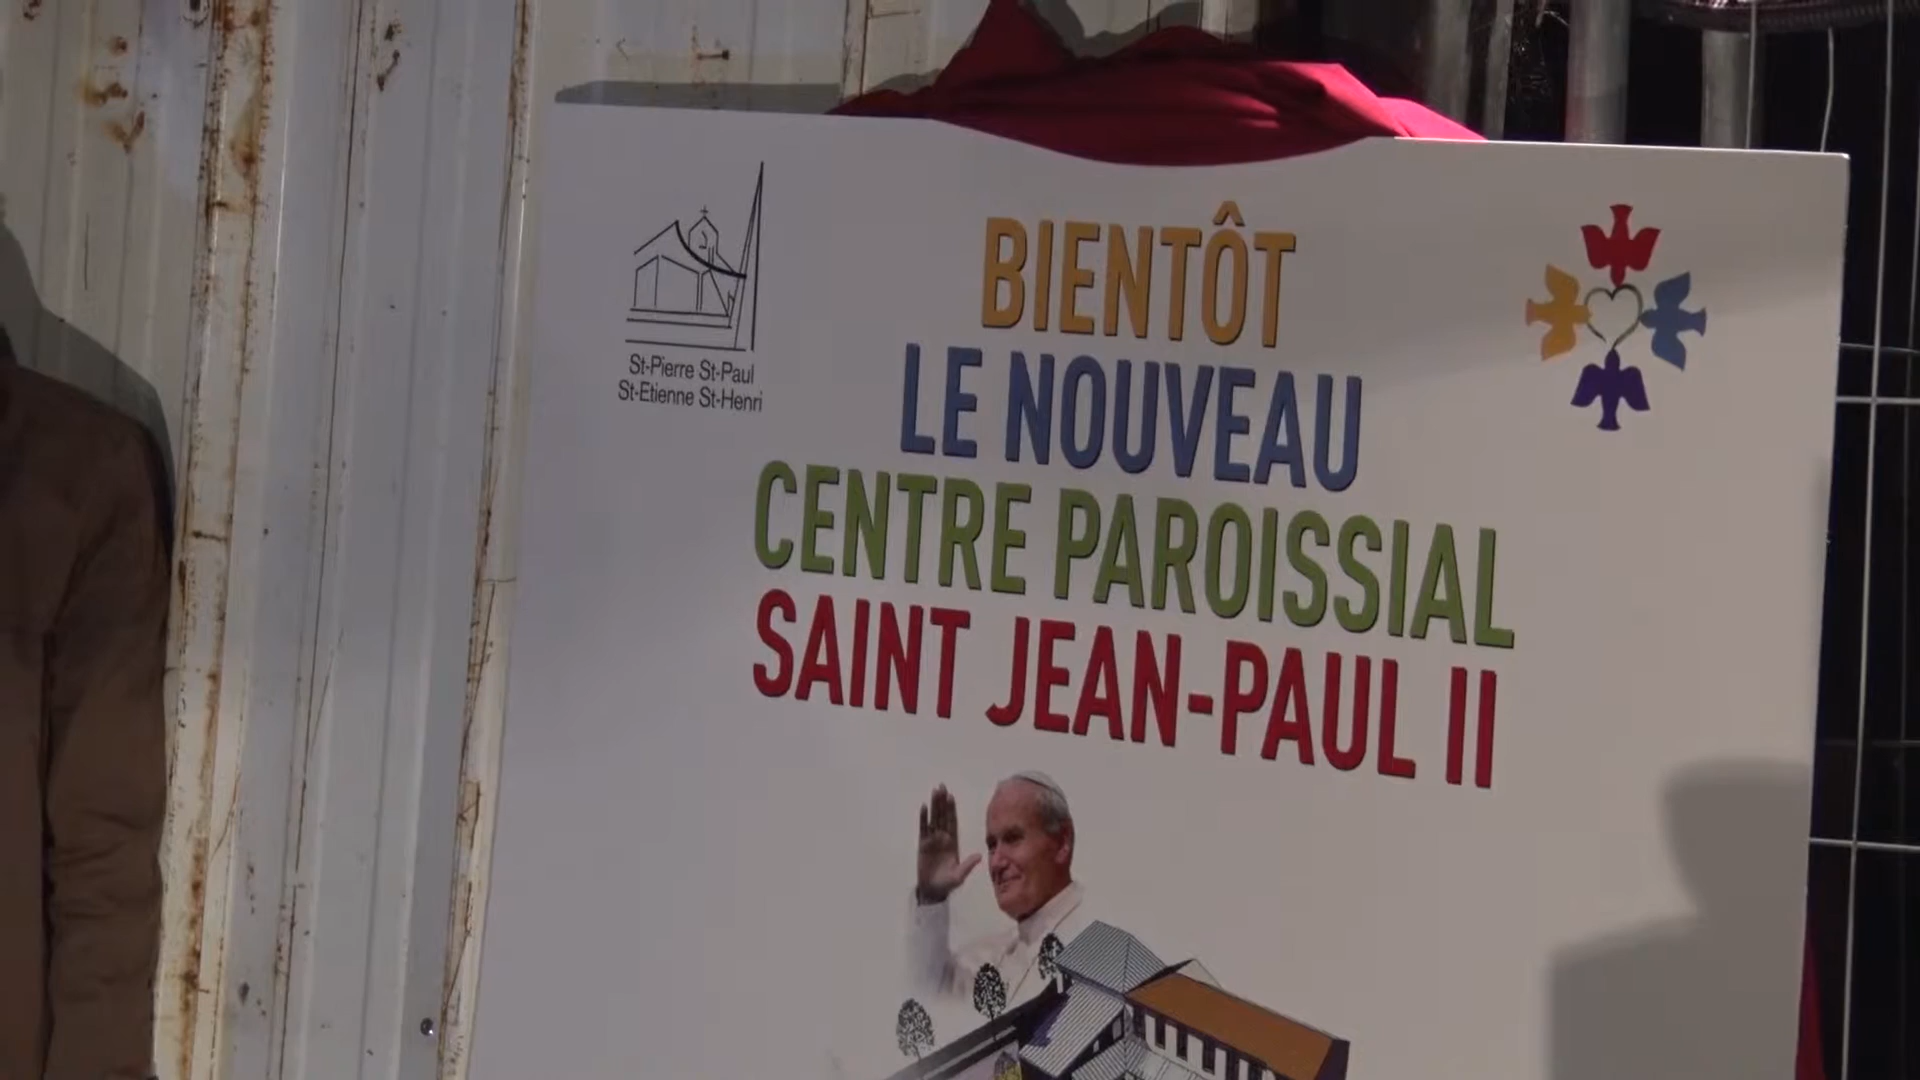 St-Pierre St-Paul
St-Etienne St-Henri
BIENTÔT
LE NOUVEAU
CENTRE PAROISSIAL
SAINT JEAN-PAUL II